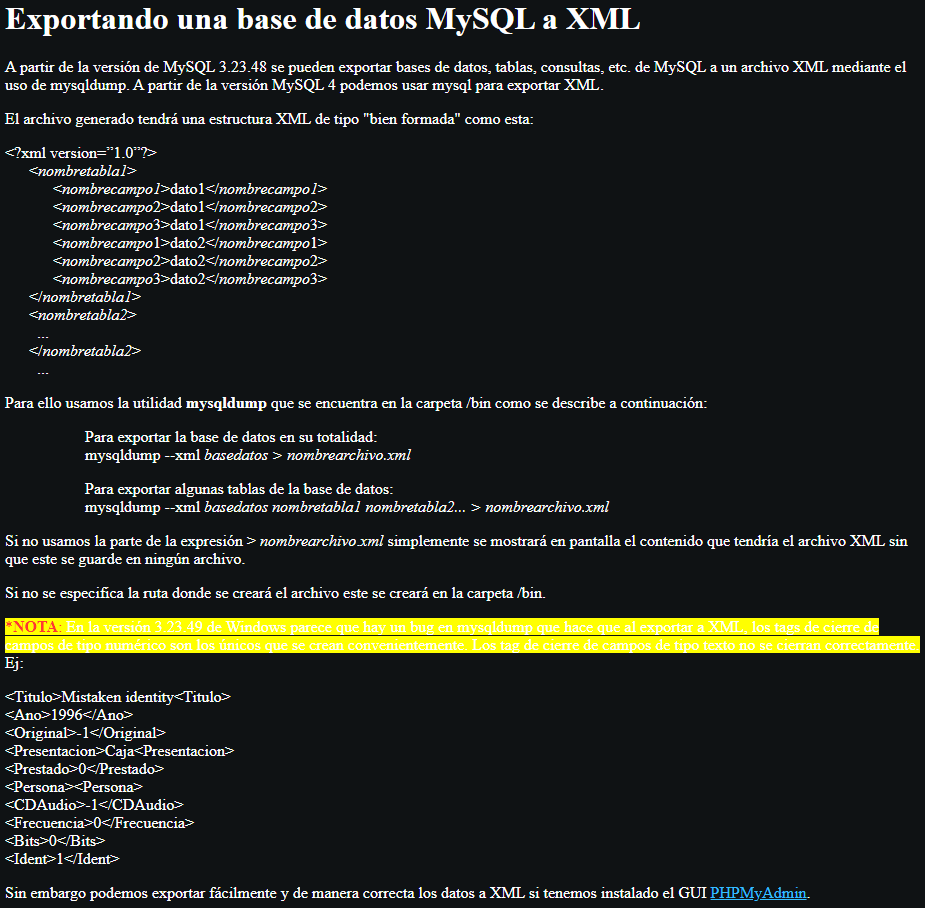 Exportando una base de datos MySQL a XML
A partir de la versión de MySQL 3.23.48 se pueden exportar bases de datos, tablas, consultas, etc. de MySQL a un archivo XML mediante el
uso de mysqldump. A partir de la versión MySQL 4 podemos usar mysql para exportar XML.
El archivo generado tendrá una estructura XML de tipo "bien formada" como esta:
<?xml version=”1.0”?>
<nombretabla1>
<nombrecampo1>dato1</nombrecampo1>
<nombrecampo2>dato1</nombrecampo2>
<nombrecampo3>dato1</nombrecampo3>
<nombrecampo1>dato2</nombrecampo1>
<nombrecampo2>dato2</nombrecampo2>
<nombrecampo3>dato2</nombrecampo3>
</nombretabla1>
<nombretabla2>
...
</nombretabla2>
...
Para ello usamos la utilidad mysqldump que se encuentra en la carpeta /bin como se describe a continuación:
Para exportar la base de datos en su totalidad:
mysqldump --xml basedatos > nombrearchivo.xml
Para exportar algunas tablas de la base de datos:
mysqldump --xml basedatos nombretabla1 nombretabla2... > nombrearchivo.xml
Si no usamos la parte de la expresión > nombrearchivo.xml simplemente se mostrará en pantalla el contenido que tendría el archivo XML sin
que este se guarde en ningún archivo.
Si no se especifica la ruta donde se creará el archivo este se creará en la carpeta /bin.
*NOTA: En la versión 3.23.49 de Windows parece que hay un bug en mysqldump que hace que al exportar a XML, los tags de cierre de
campos de tipo numérico son los únicos que se crean convenientemente. Los tag de cierre de campos de tipo texto no se cierran correctamente.
Ej:
<Titulo>Mistaken identity<Titulo>
<Ano>1996</Ano>
<Original>-1</Original>
<Presentacion>Caja<Presentacion>
<Prestado>0</Prestado>
<Persona><Persona>
<CDAudio>-1</CDAudio>
<Frecuencia>0</Frecuencia>
<Bits>0</Bits>
<Ident>1</Ident>
Sin embargo podemos exportar fácilmente y de manera correcta los datos a XML si tenemos instalado el GUI PHPMyAdmin.